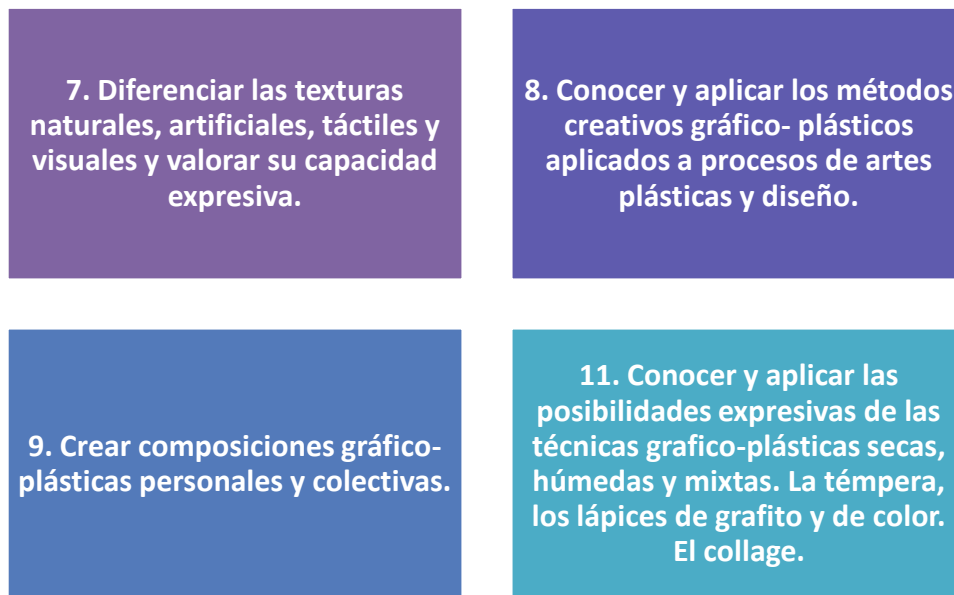 7. Diferenciar las texturas
naturales, artificiales, táctiles y
visuales y valorar su capacidad
expresiva.
8. Conocer y aplicar los métodos
creativos gráfico- plásticos
aplicados a procesos de artes
plásticas y diseño.
9. Crear composiciones gráfico-
plásticas personales y colectivas.
11. Conocer y aplicar las
posibilidades expresivas de las
técnicas grafico-plásticas secas,
húmedas y mixtas. La témpera,
los lápices de grafito y de color.
El collage.